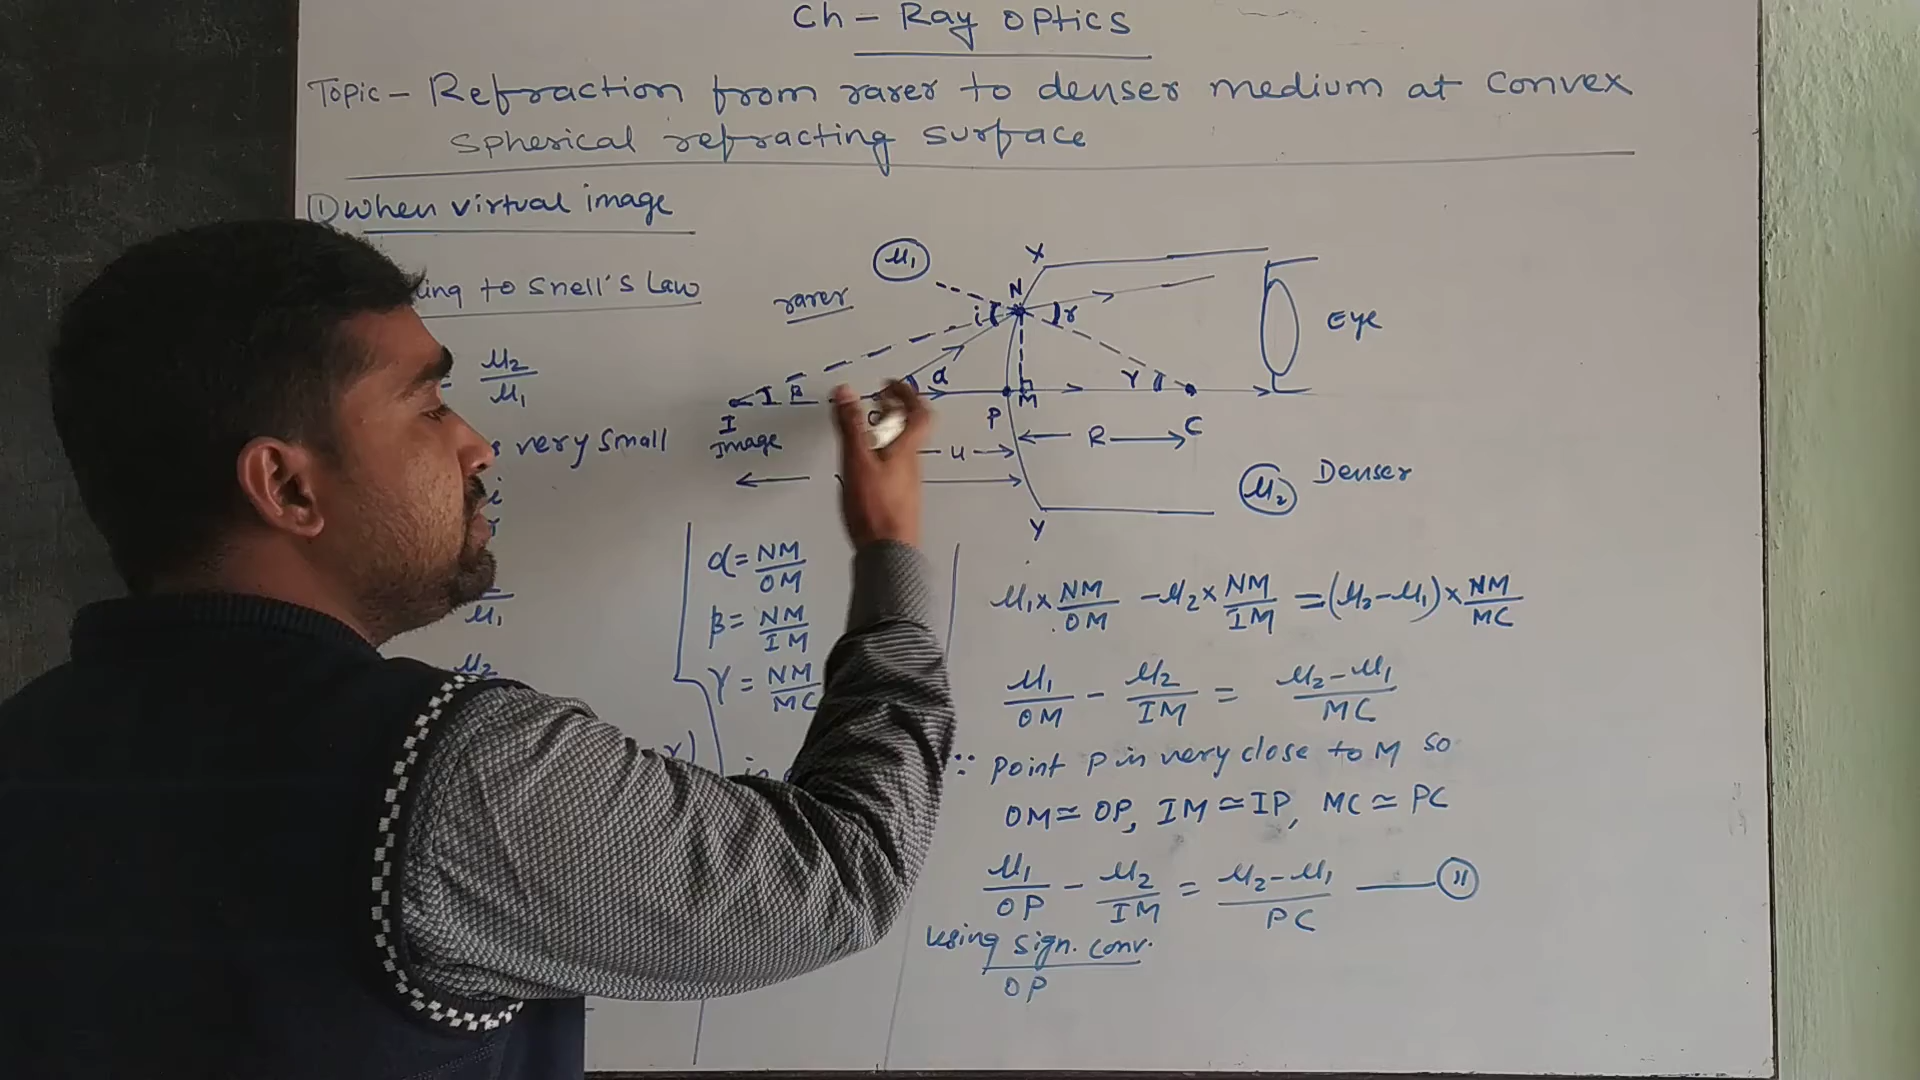 Ch - Ray Optics
Topic - Refraction from rarer to denser medium at convex
spherical refracting surface
① when virtual image
to Snell's Law
μ₂/μ₁
very small
i
r
μ₁
μ₂
rarer
μ₁
X
N
i
r
α
I
β
I
Image
P
M
γ
C
R
u
Y
Eye
μ₂ Denser
α = NM/OM
β = NM/IM
γ = NM/MC
μ₁ × NM/OM - μ₂ × NM/IM = (μ₂ - μ₁) × NM/MC
μ₁/OM - μ₂/IM = μ₂ - μ₁/MC
∵ Point P is very close to M so
OM ≃ OP, IM ≃ IP, MC ≃ PC
μ₁/OP - μ₂/IM = μ₂ - μ₁/PC — ⑪
Using Sign. conv.
OP